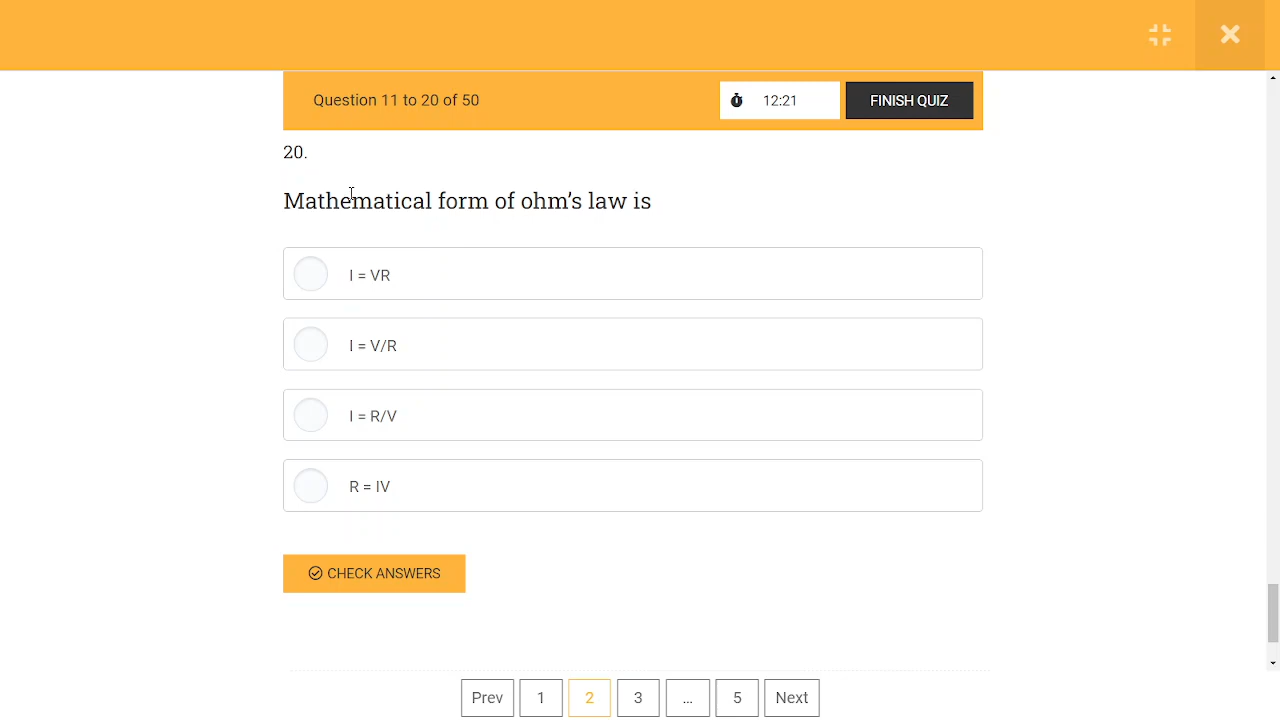 Question 11 to 20 of 50
12:21
FINISH QUIZ
20.
Mathematical form of ohm’s law is
I = VR
I = V/R
I = R/V
R = IV
CHECK ANSWERS
Prev 1 2 3 ... 5 Next